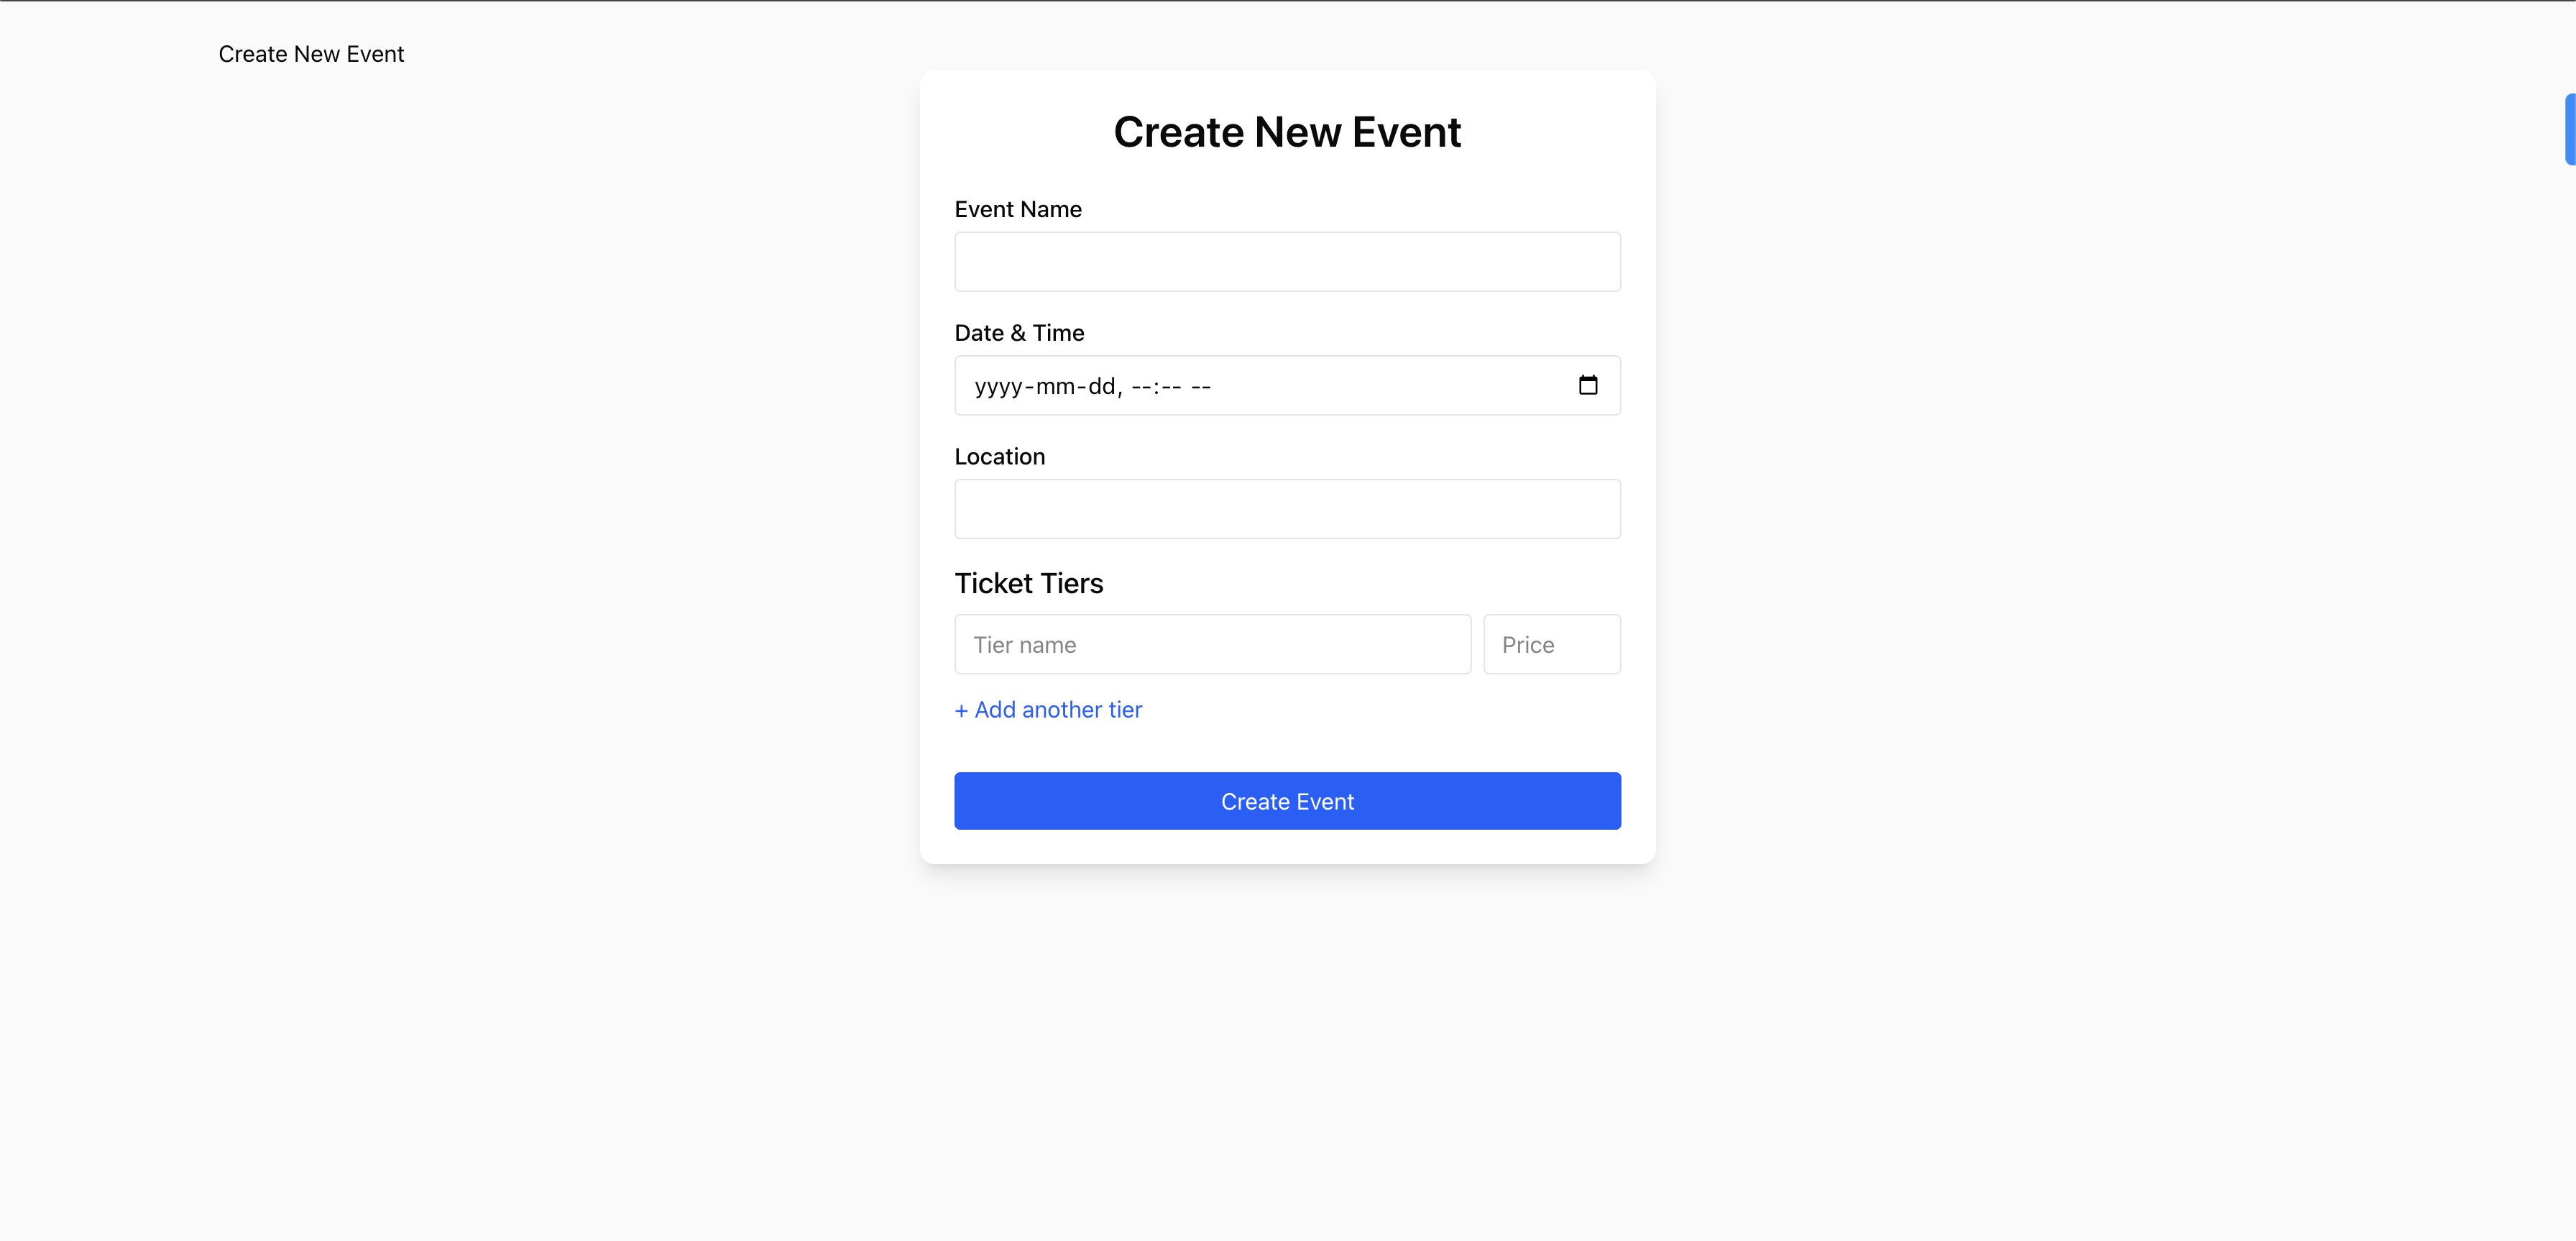 Create New Event
Create New Event
Event Name
Date & Time
yyyy-mm-dd, --:-- --
Location
Ticket Tiers
Tier name Price
+ Add another tier
Create Event